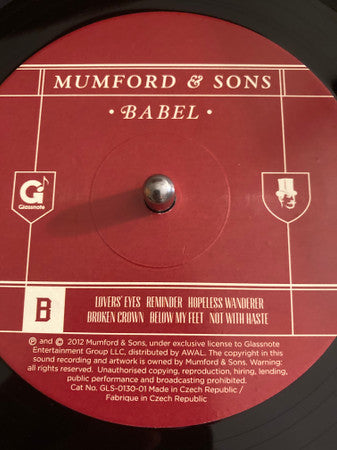 MUMFORD & SONS
• BABEL •
G
Glassnote
B
LOVERS' EYES REMINDER HOPELESS WANDERER
BROKEN CROWN BELOW MY FEET NOT WITH HASTE
℗ and © 2012 Mumford & Sons, under exclusive license to Glassnote
Entertainment Group LLC, distributed by AWAL. The copyright in this
sound recording and artwork is owned by Mumford & Sons. Warning;
all rights reserved. Unauthorised copying, reproduction, hiring, lending,
public performance and broadcasting prohibited.
Cat No. GLS-0130-01 Made in Czech Republic /
Fabrique in Czech Republic